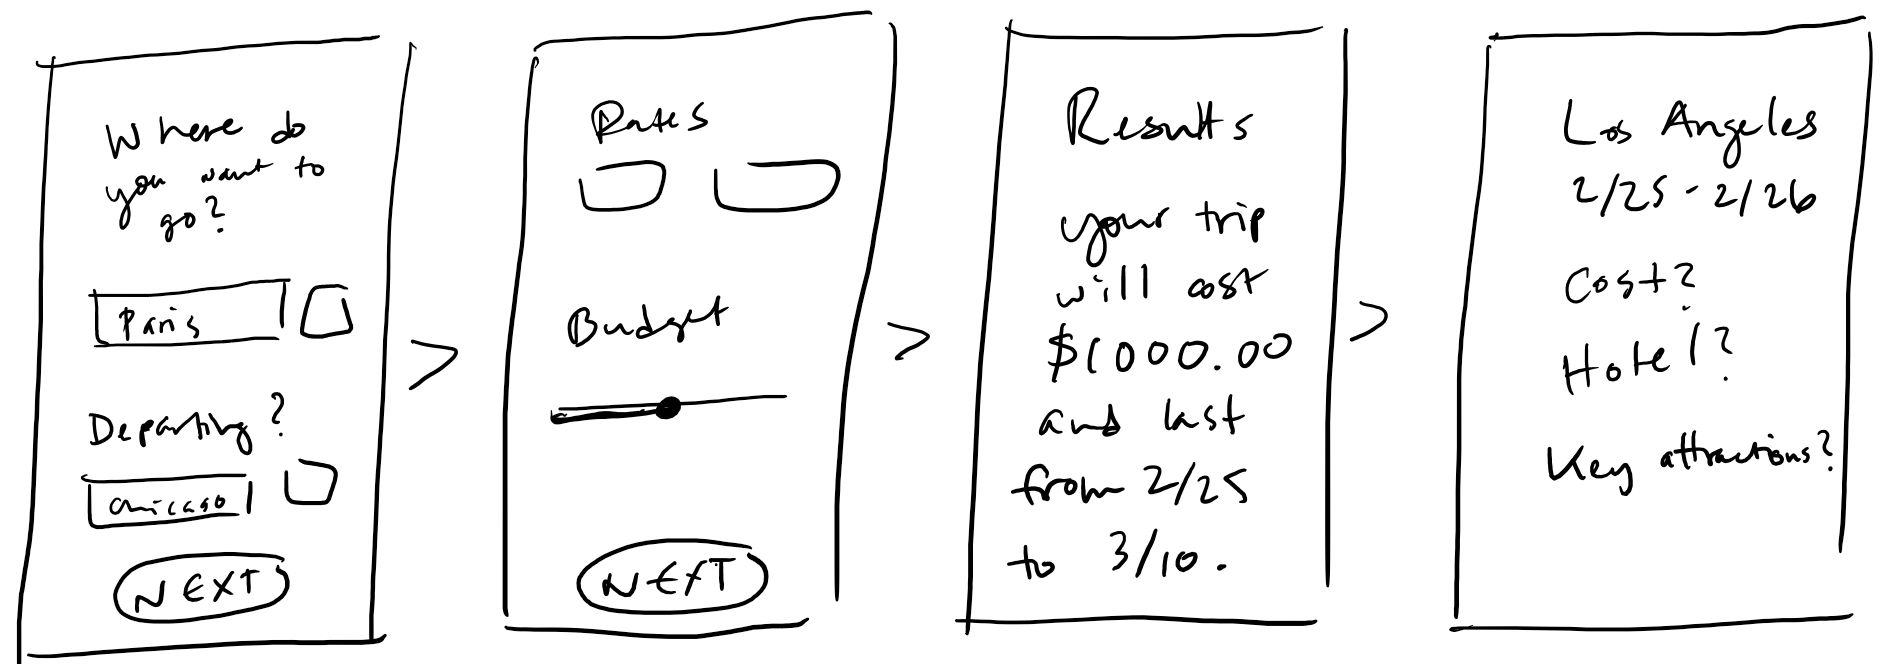 Where do
you want to
go?
Paris
Departing?
Chicago
NEXT
>
Dates
Budget
NEXT
>
Results
your trip
will cost
$1000.00
and last
from 2/25
to 3/10.
>
Los Angeles
2/25 - 2/26
Cost?
Hotel?
Key attractions?